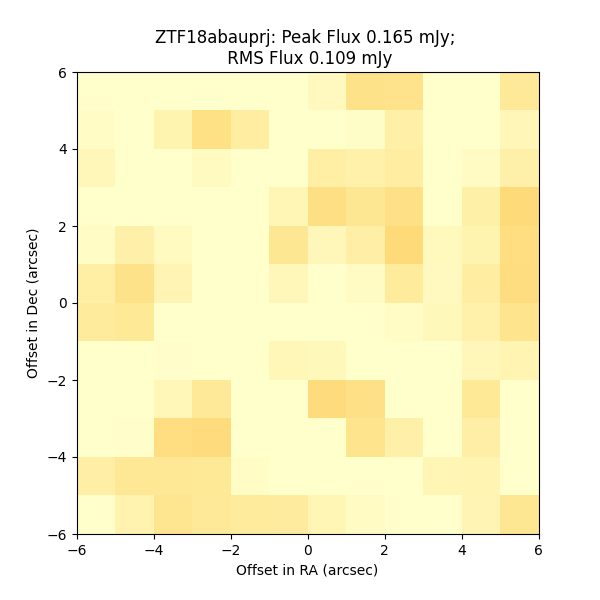 ZTF18abauprj: Peak Flux 0.165 mJy;
RMS Flux 0.109 mJy
6
4
2
0
−2
−4
−6
Offset in Dec (arcsec)
−6 −4 −2 0 2 4 6
Offset in RA (arcsec)